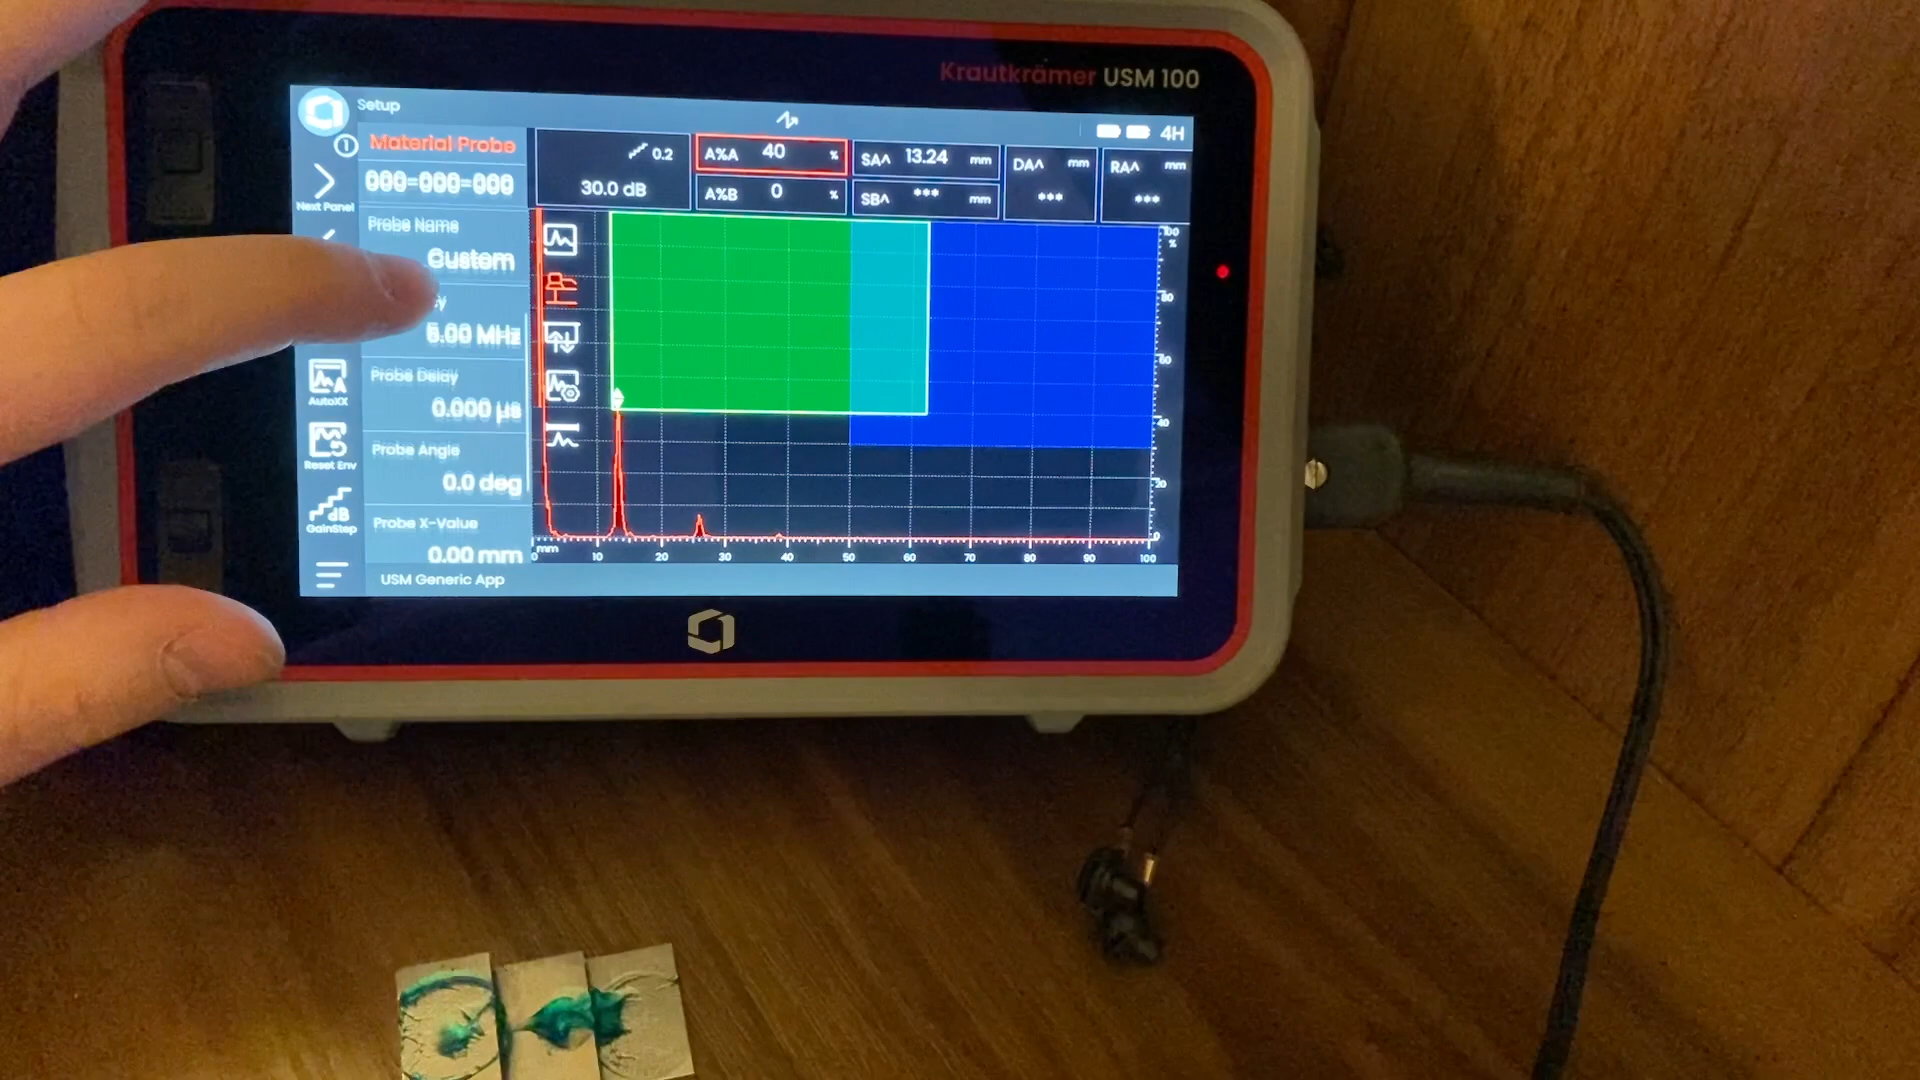 Krautkrämer USM 100
Setup
4H
1
Material Probe
000-000-000
Next Panel
Probe Name
Custom
y
5.00 MHz
Probe Delay
0.000 µs
Probe Angle
0.0 deg
Probe X-Value
0.00 mm
AutoXX
Reset Env
dB
GainStep
0.2
30.0 dB
A%A 40 %
A%B 0 %
SA^ 13.24 mm
SB^ *** mm
DA^ mm
***
RA^ mm
***
100
%
80
60
40
20
0
0 mm 10 20 30 40 50 60 70 80 90 100
USM Generic App